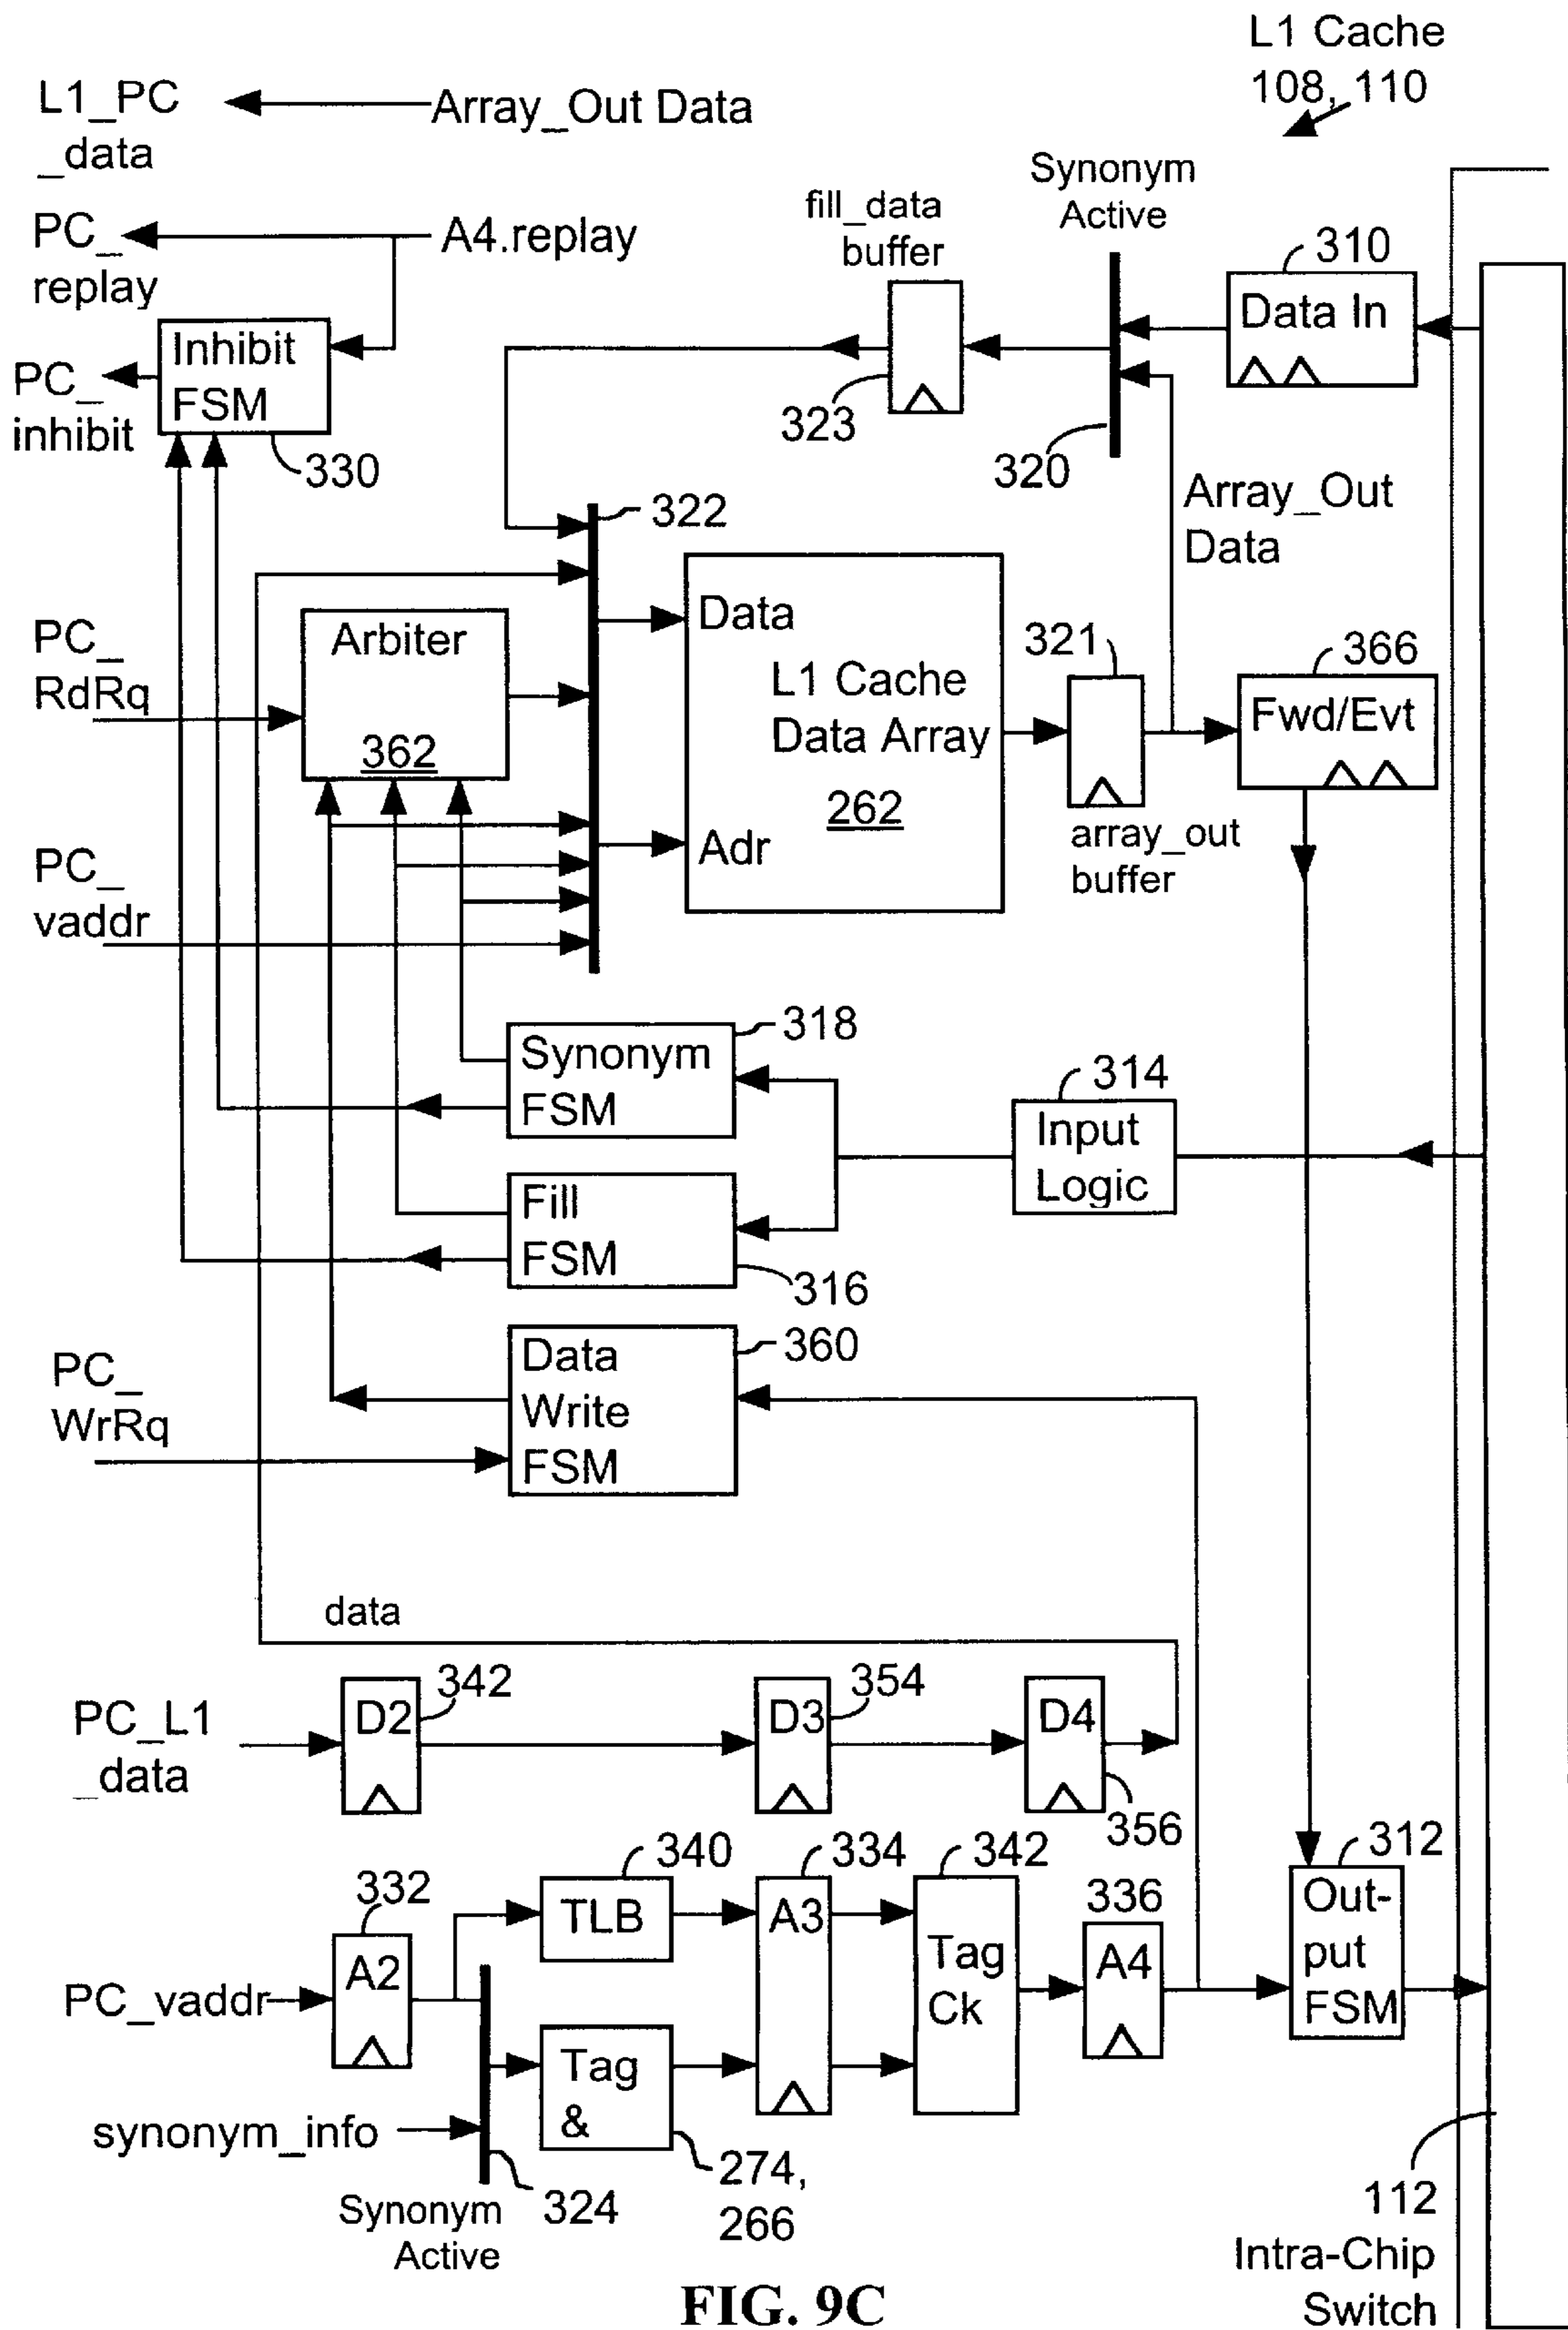 L1 Cache
108, 110
L1_PC
_data
Array_Out Data
Synonym
Active
fill_data
buffer
PC_
replay
A4.replay
310
Data In
Inhibit
FSM
PC_
inhibit
323
320
330
Array_Out
Data
322
PC_
RdRq
Arbiter
362
Data
L1 Cache
Data Array
262
Adr
321
366
Fwd/Evt
array_out
buffer
PC_
vaddr
318
Synonym
FSM
314
Input
Logic
Fill
FSM
316
360
Data
Write
FSM
PC_
WrRq
data
PC_L1
_data
D2
342
D3
354
D4
356
312
Out-
put
FSM
332
A2
340
TLB
334
A3
342
Tag
Ck
336
A4
PC_vaddr
Tag
&
synonym_info
274,
266
324
Synonym
Active
112
Intra-Chip
Switch
FIG. 9C